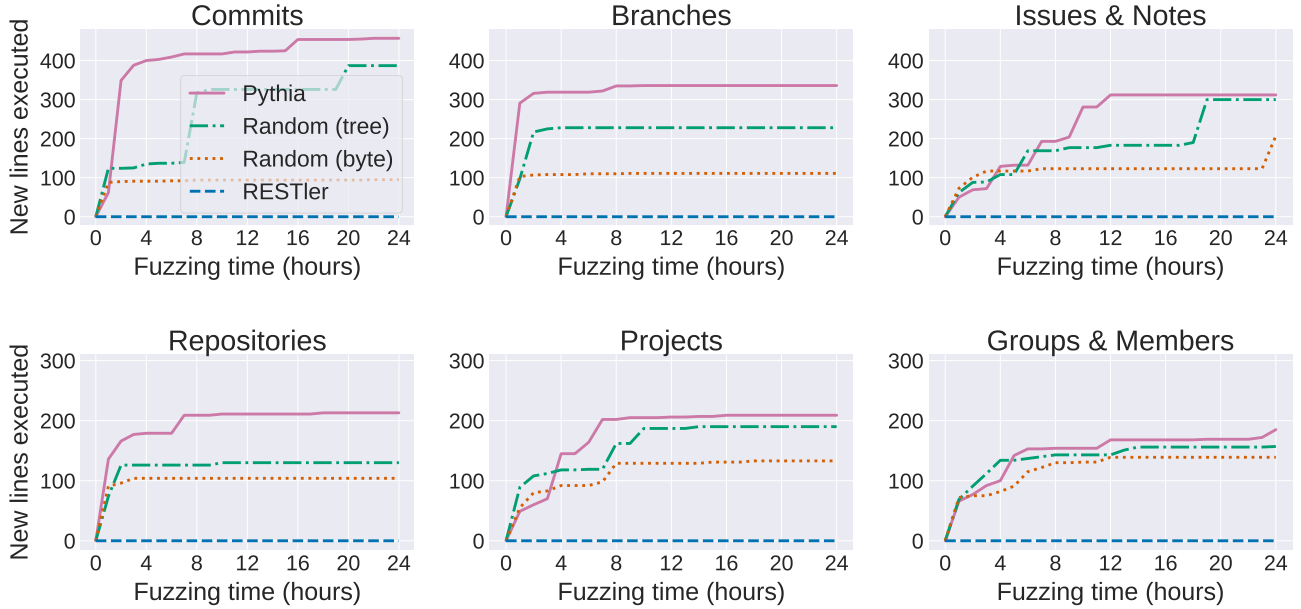 Commits
Branches
Issues & Notes
New lines executed
400
300
200
100
0
Pythia
Random (tree)
Random (byte)
RESTler
0 4 8 12 16 20 24
Fuzzing time (hours)
400
300
200
100
0
0 4 8 12 16 20 24
Fuzzing time (hours)
400
300
200
100
0
0 4 8 12 16 20 24
Fuzzing time (hours)
Repositories
Projects
Groups & Members
New lines executed
300
200
100
0
0 4 8 12 16 20 24
Fuzzing time (hours)
300
200
100
0
0 4 8 12 16 20 24
Fuzzing time (hours)
300
200
100
0
0 4 8 12 16 20 24
Fuzzing time (hours)